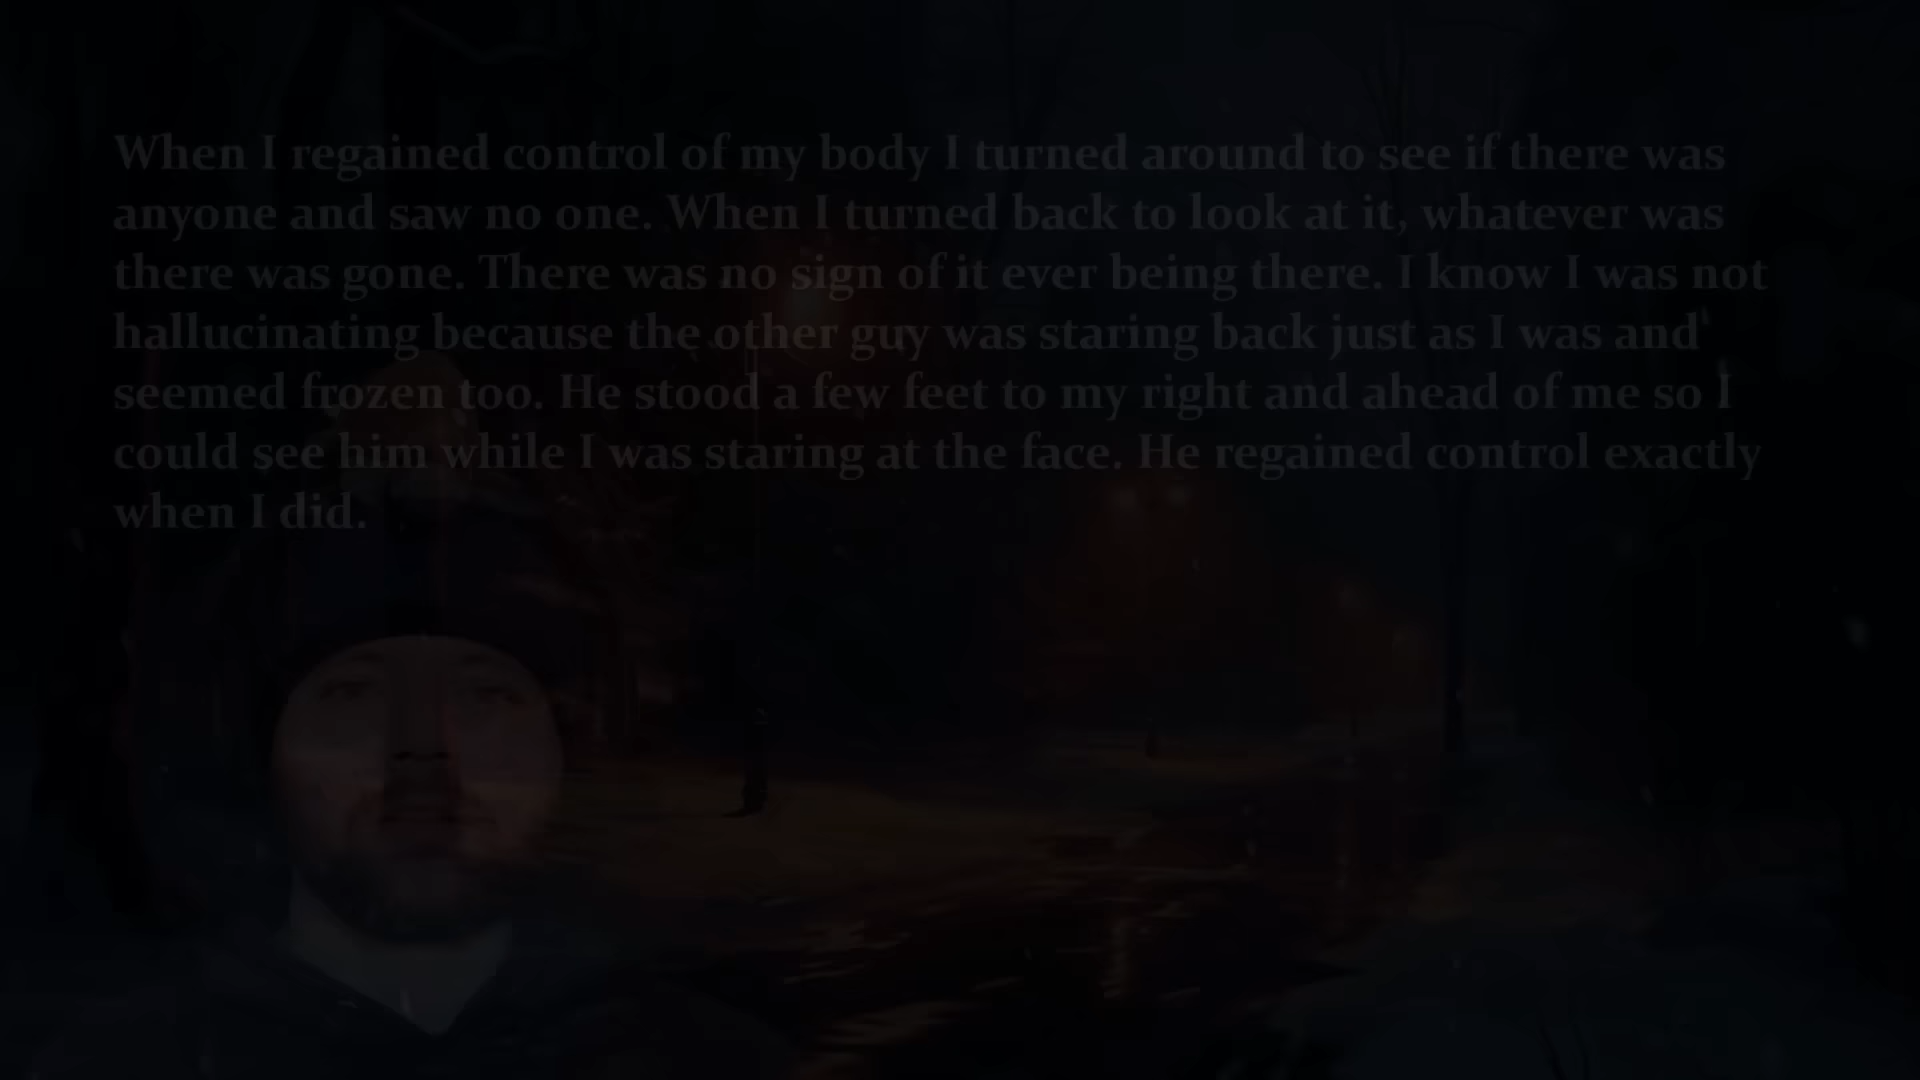 When I regained control of my body I turned around to see if there was
anyone and saw no one. When I turned back to look at it, whatever was
there was gone. There was no sign of it ever being there. I know I was not
hallucinating because the other guy was staring back just as I was and
seemed frozen too. He stood a few feet to my right and ahead of me so I
could see him while I was staring at the face. He regained control exactly
when I did.